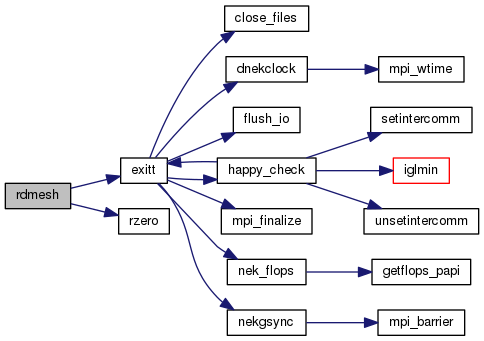 close_files
dnekclock
mpi_wtime
flush_io
setintercomm
exitt
happy_check
iglmin
rdmesh
rzero
mpi_finalize
unsetintercomm
nek_flops
getflops_papi
nekgsync
mpi_barrier